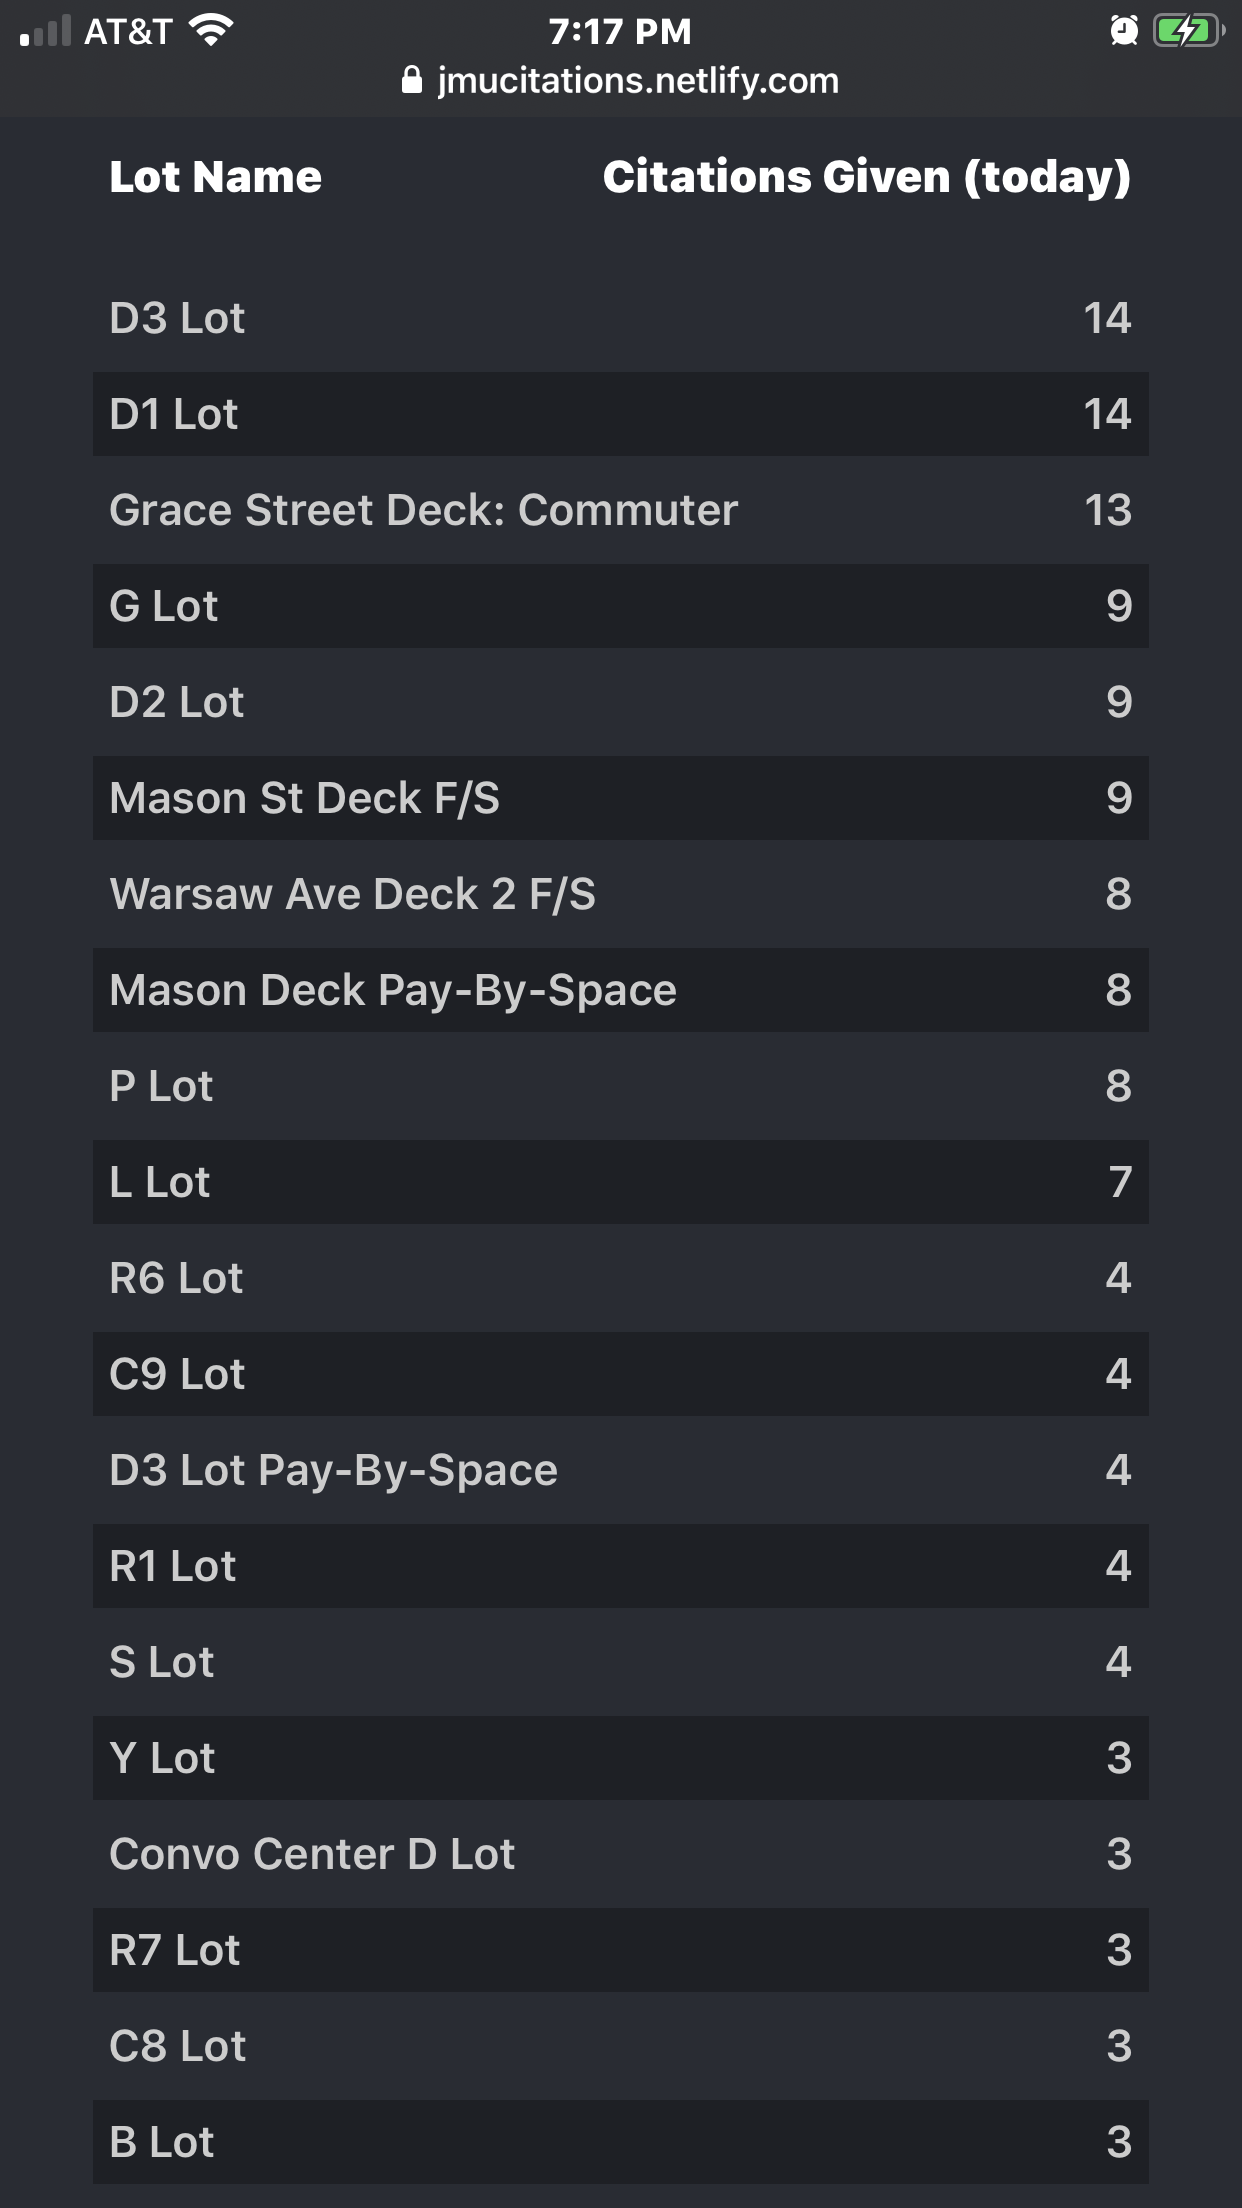 AT&T 7:17 PM
jmucitations.netlify.com
Lot Name Citations Given (today)
D3 Lot 14
D1 Lot 14
Grace Street Deck: Commuter 13
G Lot 9
D2 Lot 9
Mason St Deck F/S 9
Warsaw Ave Deck 2 F/S 8
Mason Deck Pay-By-Space 8
P Lot 8
L Lot 7
R6 Lot 4
C9 Lot 4
D3 Lot Pay-By-Space 4
R1 Lot 4
S Lot 4
Y Lot 3
Convo Center D Lot 3
R7 Lot 3
C8 Lot 3
B Lot 3